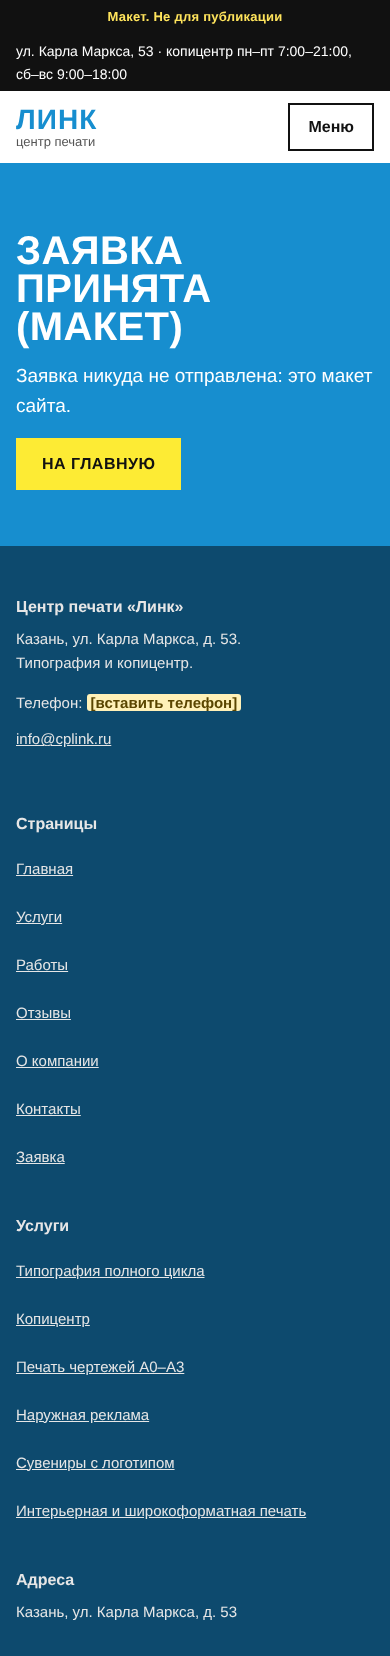 Макет. Не для публикации
ул. Карла Маркса, 53 · копицентр пн–пт 7:00–21:00,
сб–вс 9:00–18:00
ЛИНК
центр печати
Меню
ЗАЯВКА
ПРИНЯТА
(МАКЕТ)
Заявка никуда не отправлена: это макет
сайта.
НА ГЛАВНУЮ
Центр печати «Линк»
Казань, ул. Карла Маркса, д. 53.
Типография и копицентр.
Телефон: [вставить телефон]
info@cplink.ru
Страницы
Главная
Услуги
Работы
Отзывы
О компании
Контакты
Заявка
Услуги
Типография полного цикла
Копицентр
Печать чертежей А0–А3
Наружная реклама
Сувениры с логотипом
Интерьерная и широкоформатная печать
Адреса
Казань, ул. Карла Маркса, д. 53